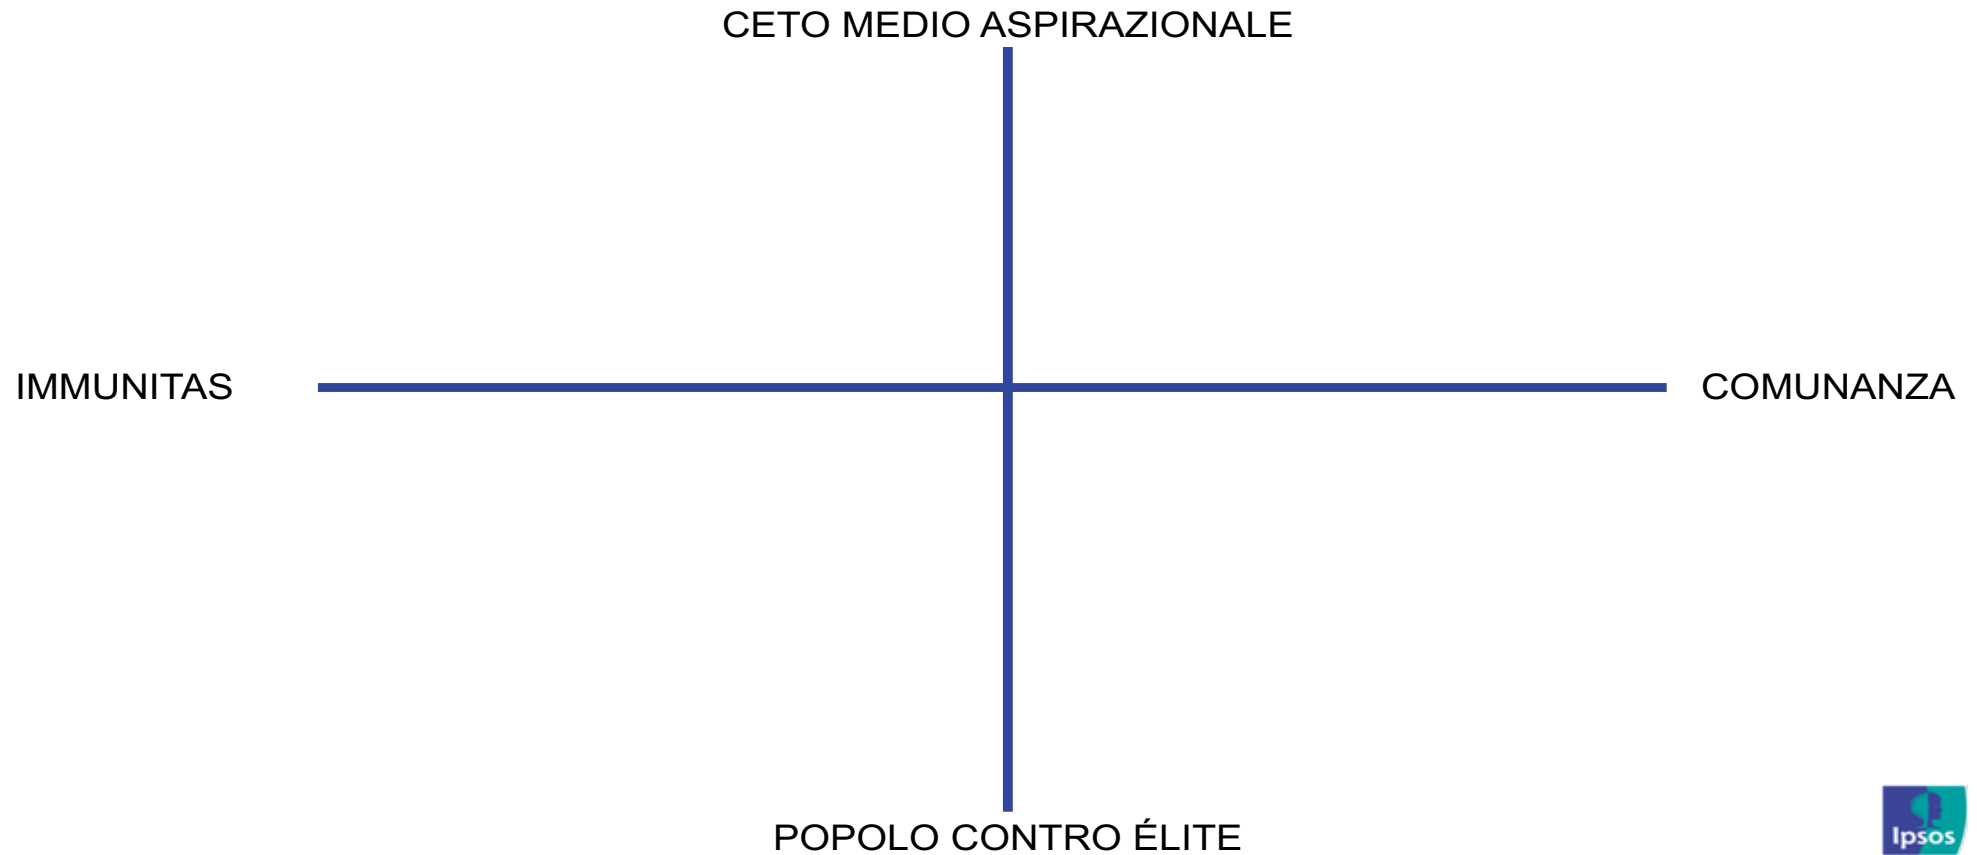 CETO MEDIO ASPIRAZIONALE
IMMUNITAS
COMUNANZA
POPOLO CONTRO ÉLITE
Ipsos